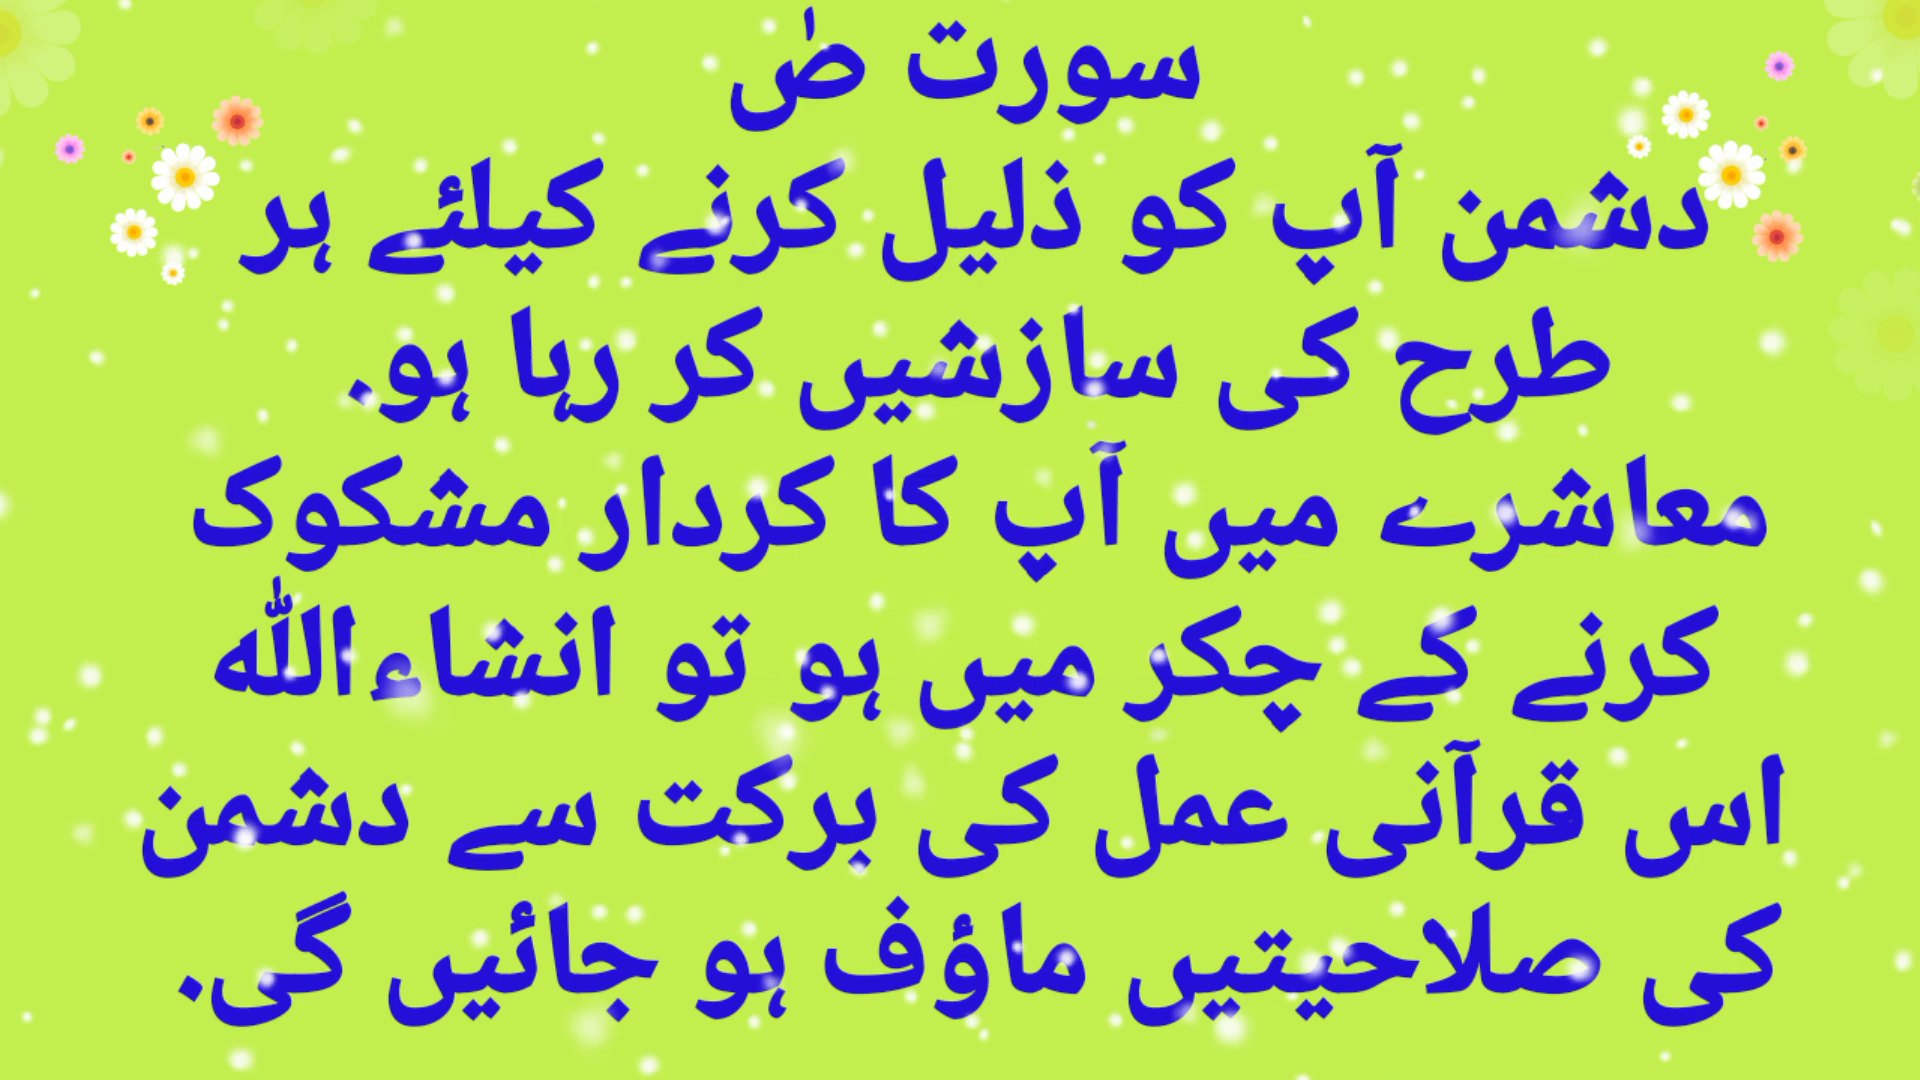 سورت صٰ
دشمن آپ کو ذلیل کرنے کیلئے ہر
طرح کی سازشیں کر رہا ہو.
معاشرے میں آپ کا کردار مشکوک
کرنے کے چکر میں ہو تو انشاءاللّٰہ
اس قرآنی عمل کی برکت سے دشمن
کی صلاحیتیں ماؤف ہو جائیں گی.